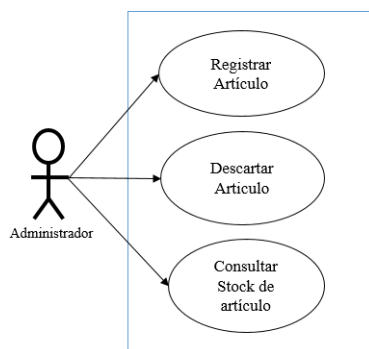 Registrar
Artículo
Descartar
Articulo
Administrador
Consultar
Stock de
artículo